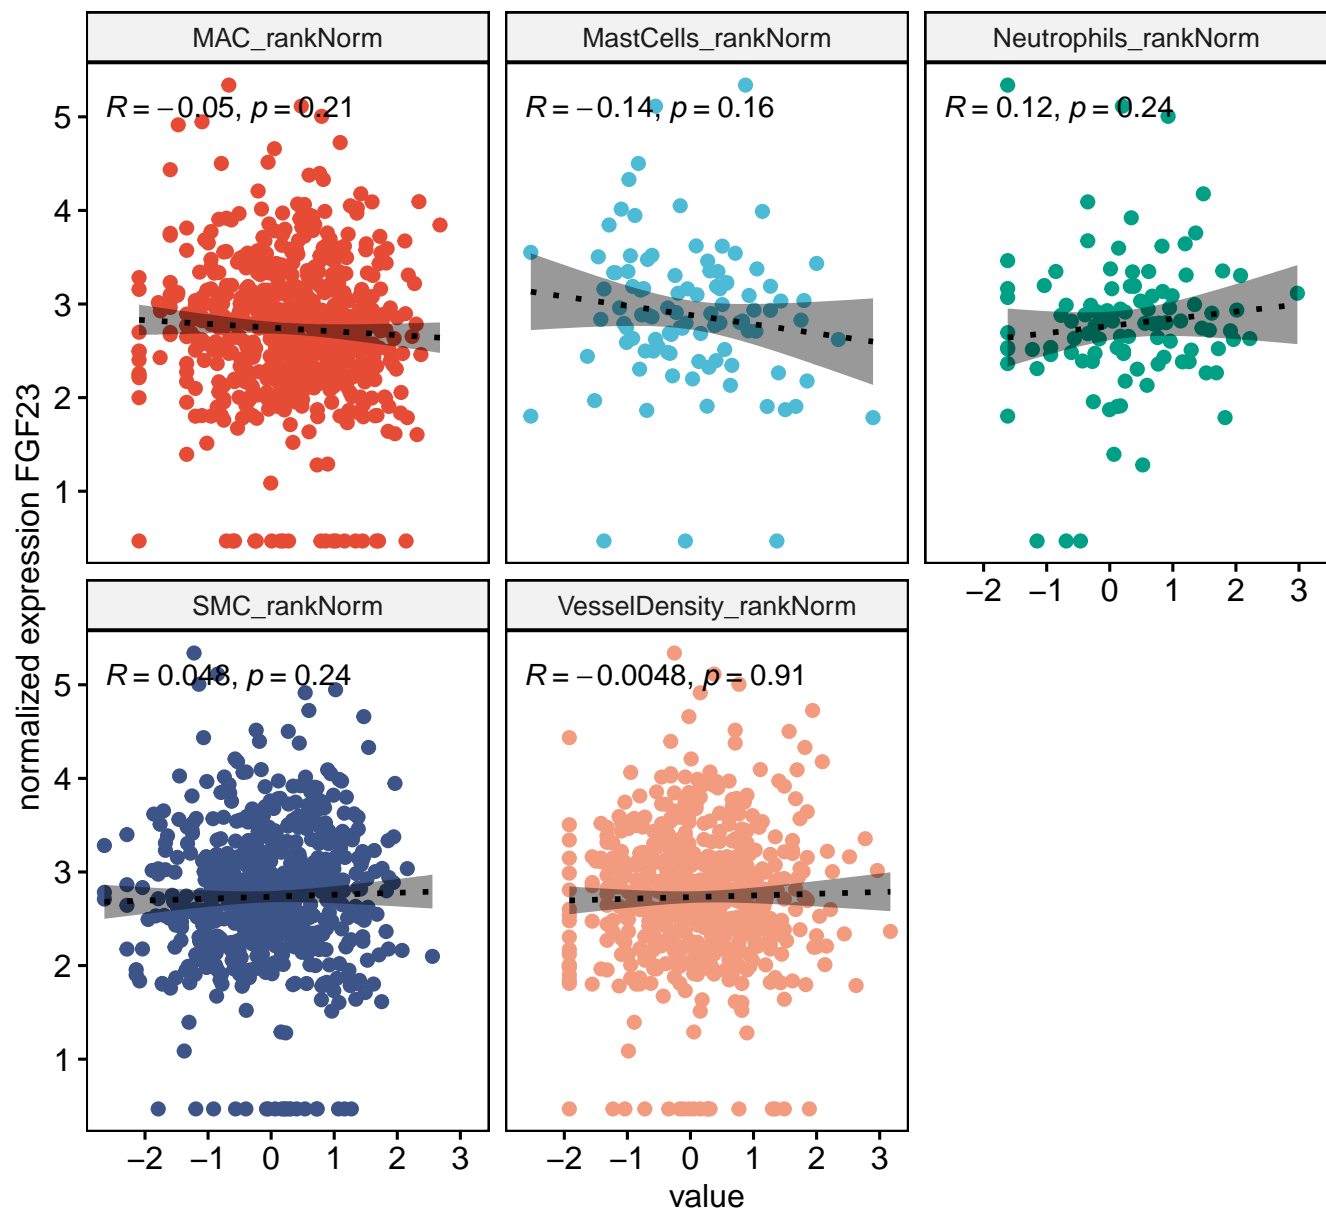 MAC_rankNorm
MastCells_rankNorm
Neutrophils_rankNorm
R = −0.05, p = 0.21
R = −0.14, p = 0.16
R = 0.12, p = 0.24
5
4
3
2
1
−2 −1 0 1 2 3
SMC_rankNorm
VesselDensity_rankNorm
R = 0.048, p = 0.24
R = −0.0048, p = 0.91
5
4
3
2
1
−2 −1 0 1 2 3
−2 −1 0 1 2 3
value
normalized expression FGF23